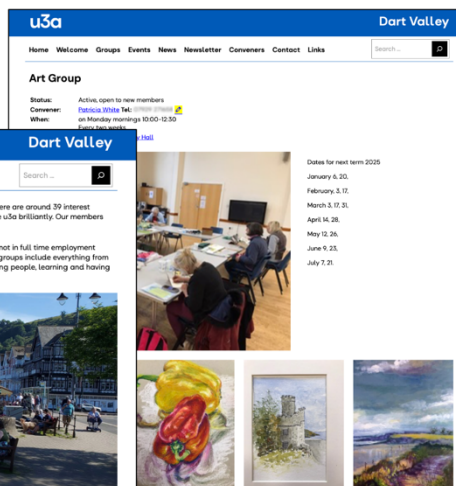 u3a
Dart Valley
Home Welcome Groups Events News Newsletter Conveners Contact Links
Search ...
Art Group
Status: Active, open to new members
Convener: Patricia White Tel:
When: on Monday mornings 10:00-12:30
Every two weeks
Hall
Dates for next term 2025
January 6, 20,
February, 3, 17,
March 3, 17, 31,
April 14, 28,
May 12, 26,
June 9, 23,
July 7, 21.
Dart Valley
Search ...
ere are around 39 interest
e u3a brilliantly. Our members
not in full time employment
groups include everything from
ng people, learning and having